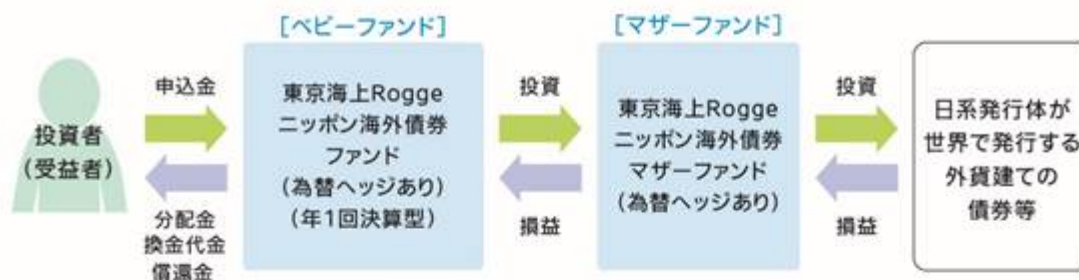 [ベビーファンド]
[マザーファンド]
投資者
(受益者)
申込金
分配金
換金代金
償還金
東京海上Rogge
ニッポン海外債券
ファンド
(為替ヘッジあり)
(年1回決算型)
投資
損益
東京海上Rogge
ニッポン海外債券
マザーファンド
(為替ヘッジあり)
投資
損益
日系発行体が
世界で発行する
外貨建ての
債券等